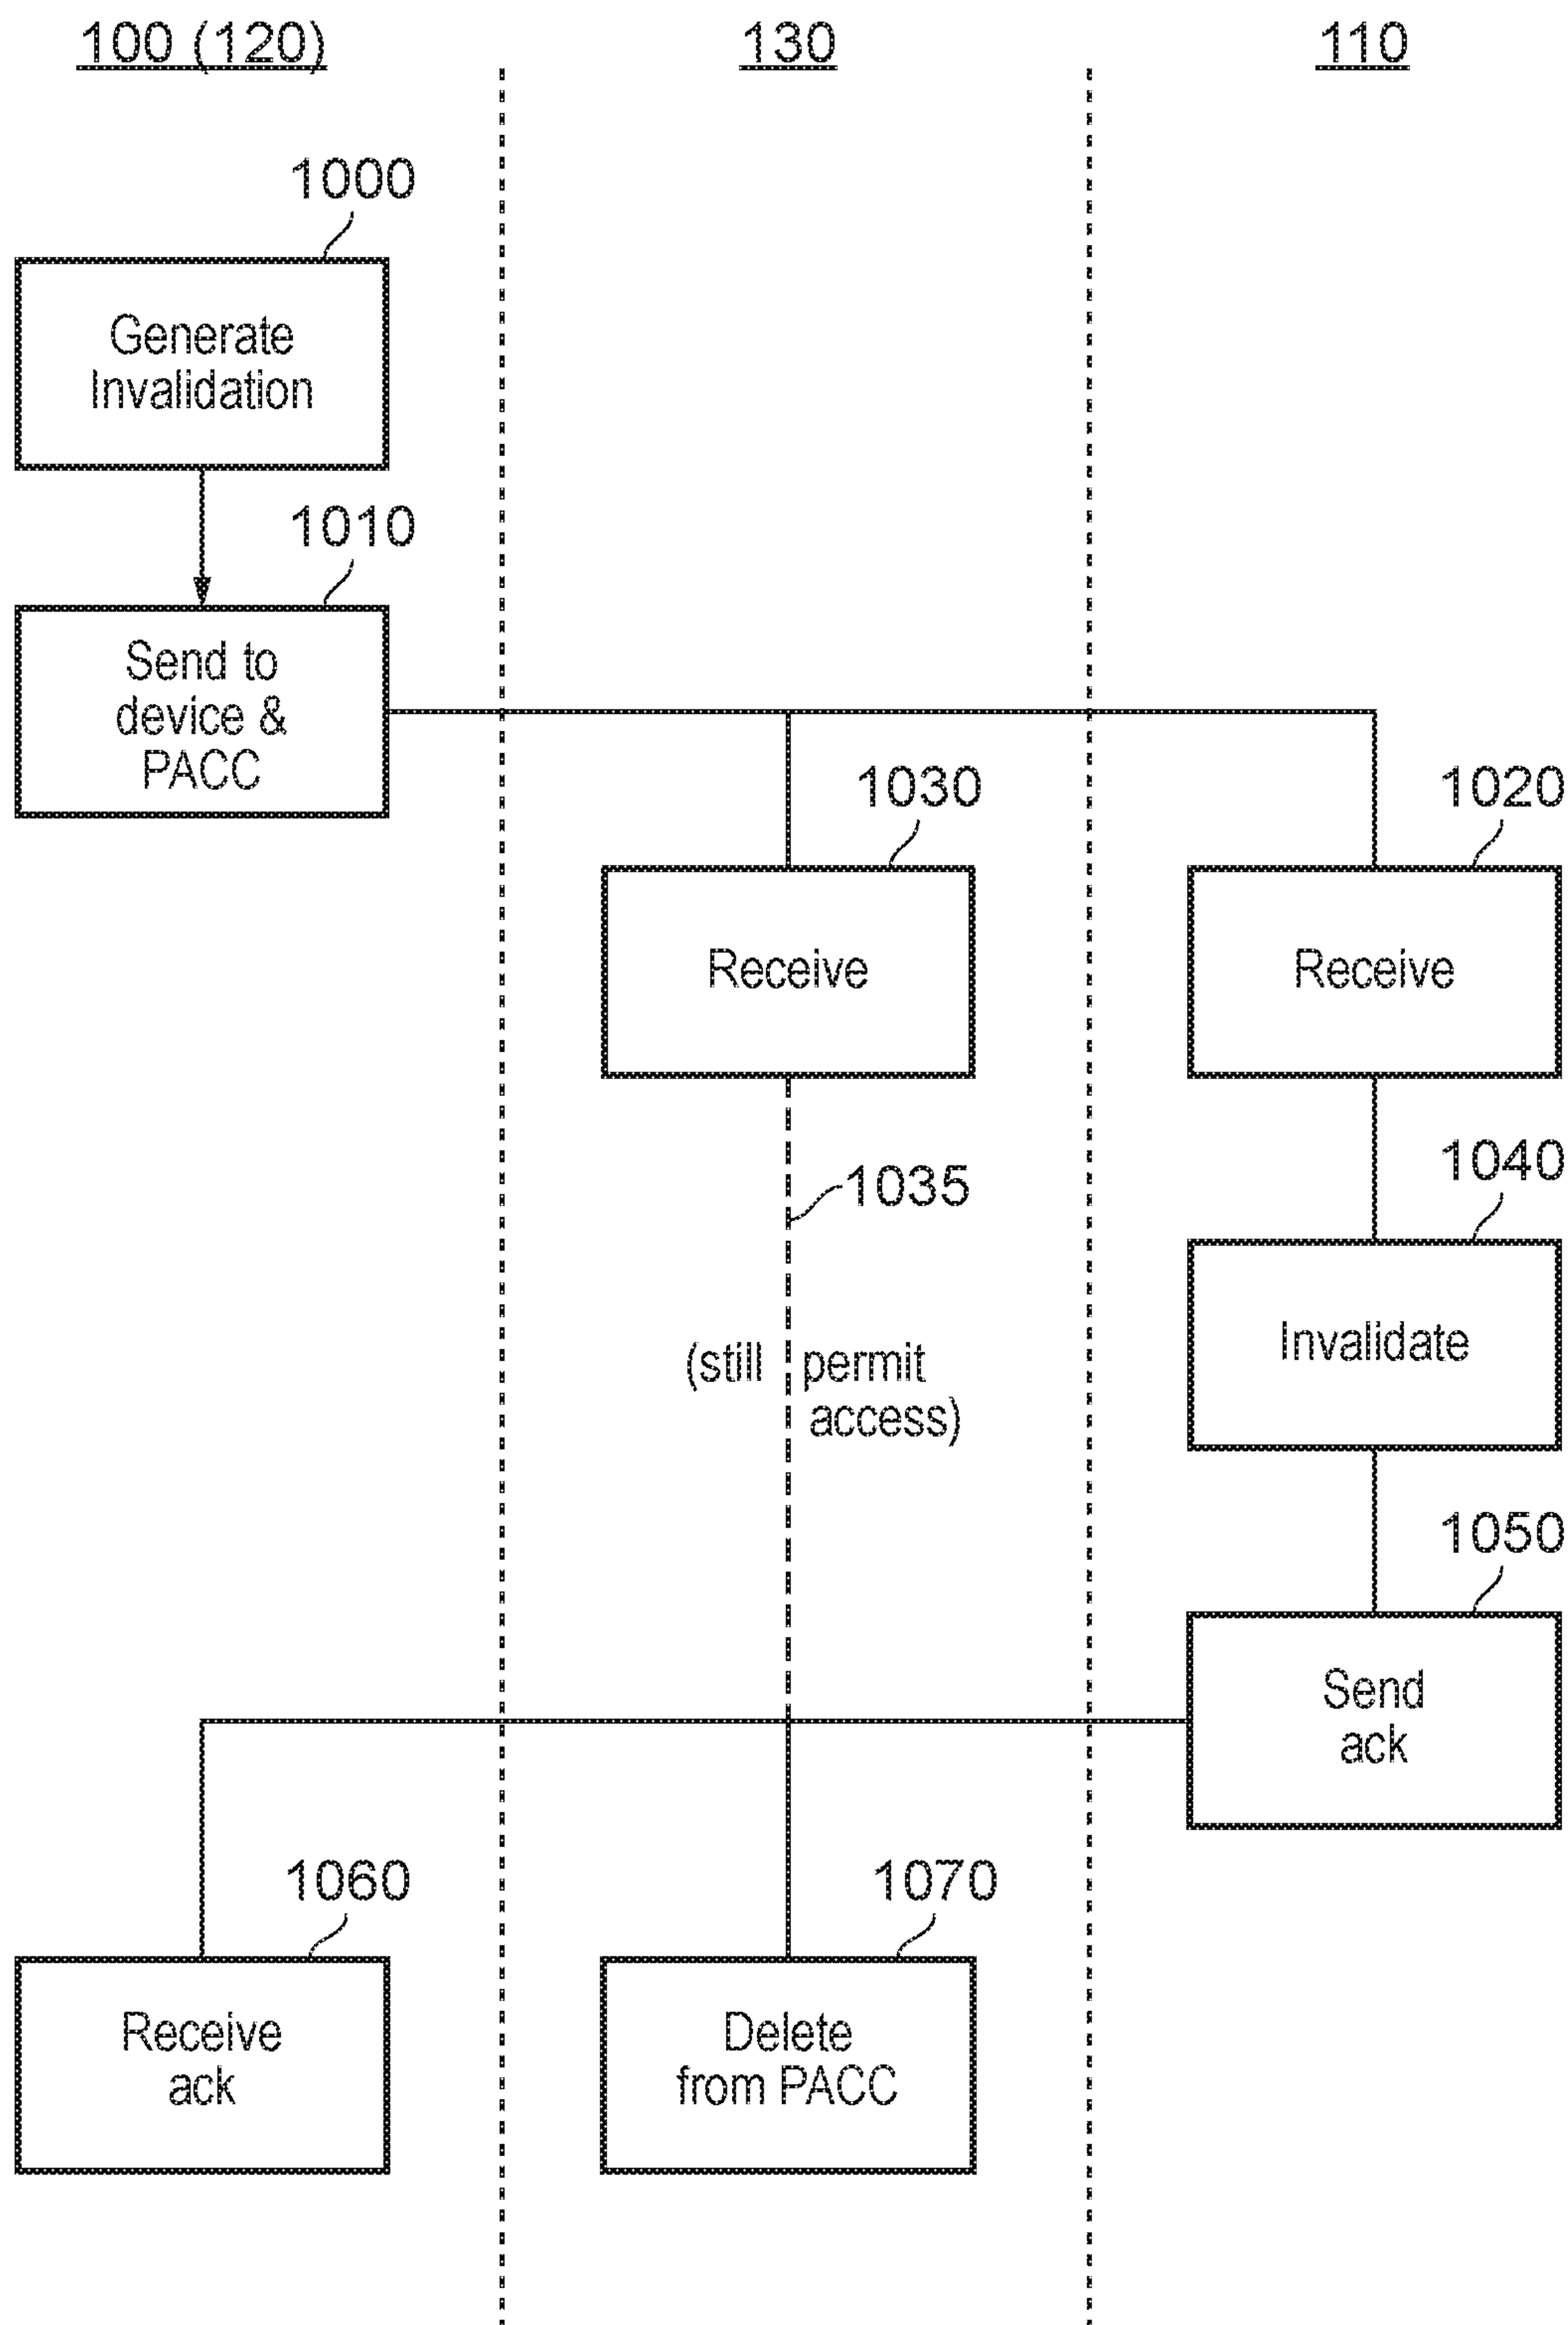 100 (120)
130
110
1000
Generate
Invalidation
1010
Send to
device &
PACC
1030
1020
Receive
Receive
1035
1040
(still permit
access)
Invalidate
1050
Send
ack
1060
1070
Receive
ack
Delete
from PACC